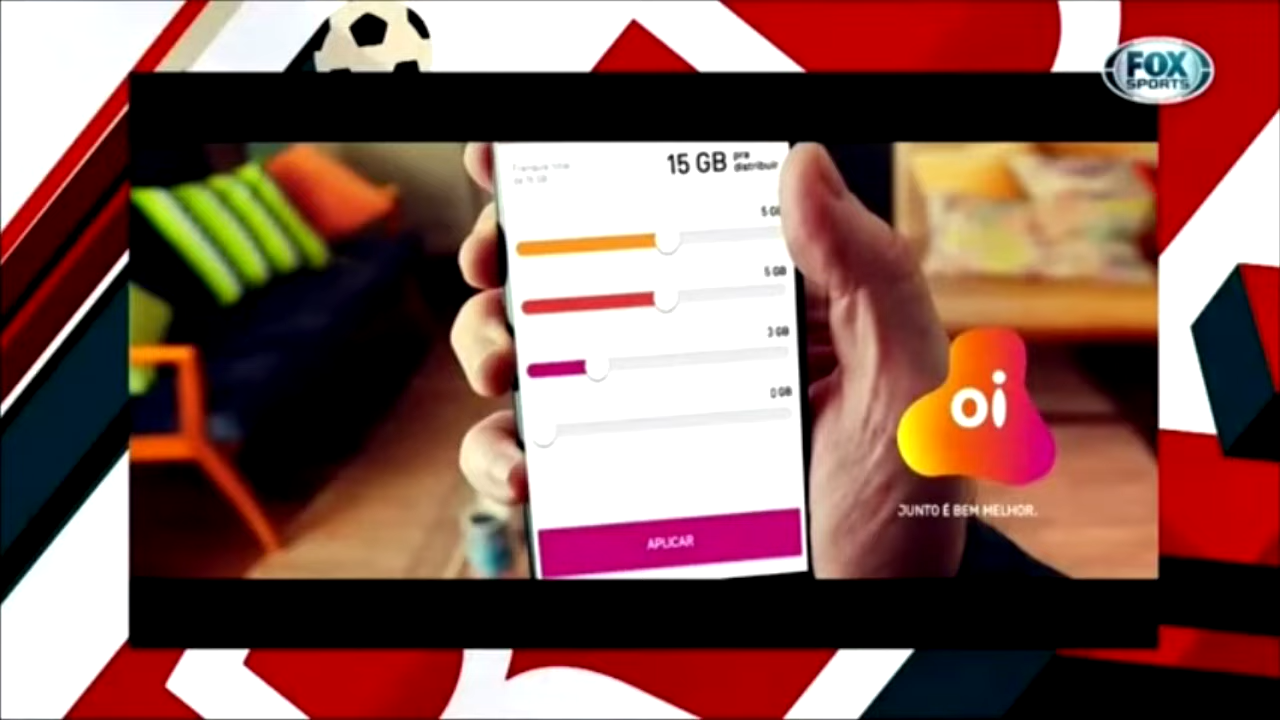 FOX
SPORTS
15 GB pra
distribuir
5 GB
5 GB
3 GB
0 GB
APLICAR
oi
JUNTO É BEM MELHOR.